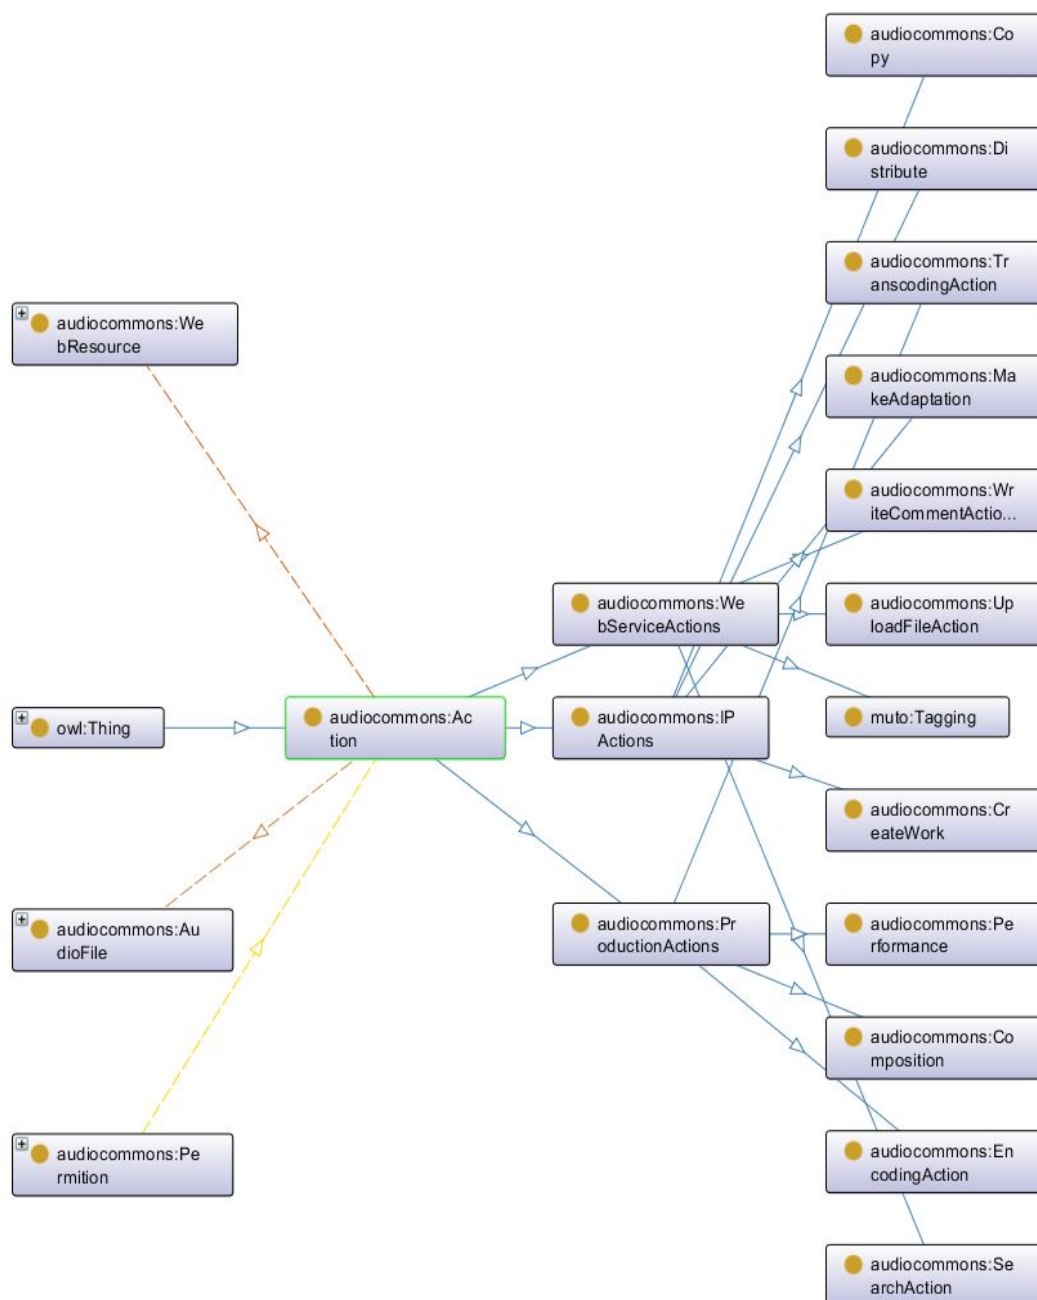 audiocommons:Co
py
audiocommons:Di
stribute
audiocommons:Tr
anscodingAction
audiocommons:We
bResource
audiocommons:Ma
keAdaptation
audiocommons:Wr
iteCommentActio...
audiocommons:We
bServiceActions
audiocommons:Up
loadFileAction
owl:Thing
audiocommons:Ac
tion
audiocommons:IP
Actions
muto:Tagging
audiocommons:Cr
eateWork
audiocommons:Au
dioFile
audiocommons:Pr
oductionActions
audiocommons:Pe
rformance
audiocommons:Co
mposition
audiocommons:Pe
rmition
audiocommons:En
codingAction
audiocommons:Se
archAction